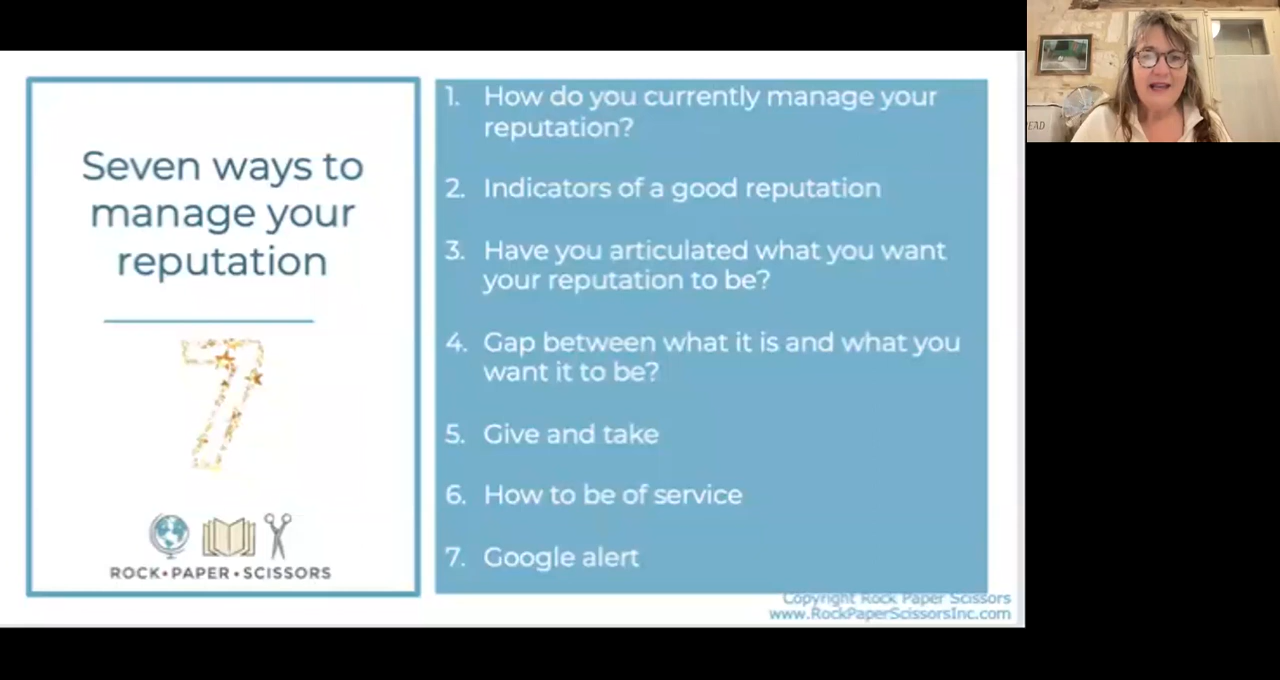 Seven ways to
manage your
reputation
7
ROCK•PAPER•SCISSORS
1. How do you currently manage your
reputation?
2. Indicators of a good reputation
3. Have you articulated what you want
your reputation to be?
4. Gap between what it is and what you
want it to be?
5. Give and take
6. How to be of service
7. Google alert
Copyright Rock Paper Scissors
www.RockPaperScissorsInc.com